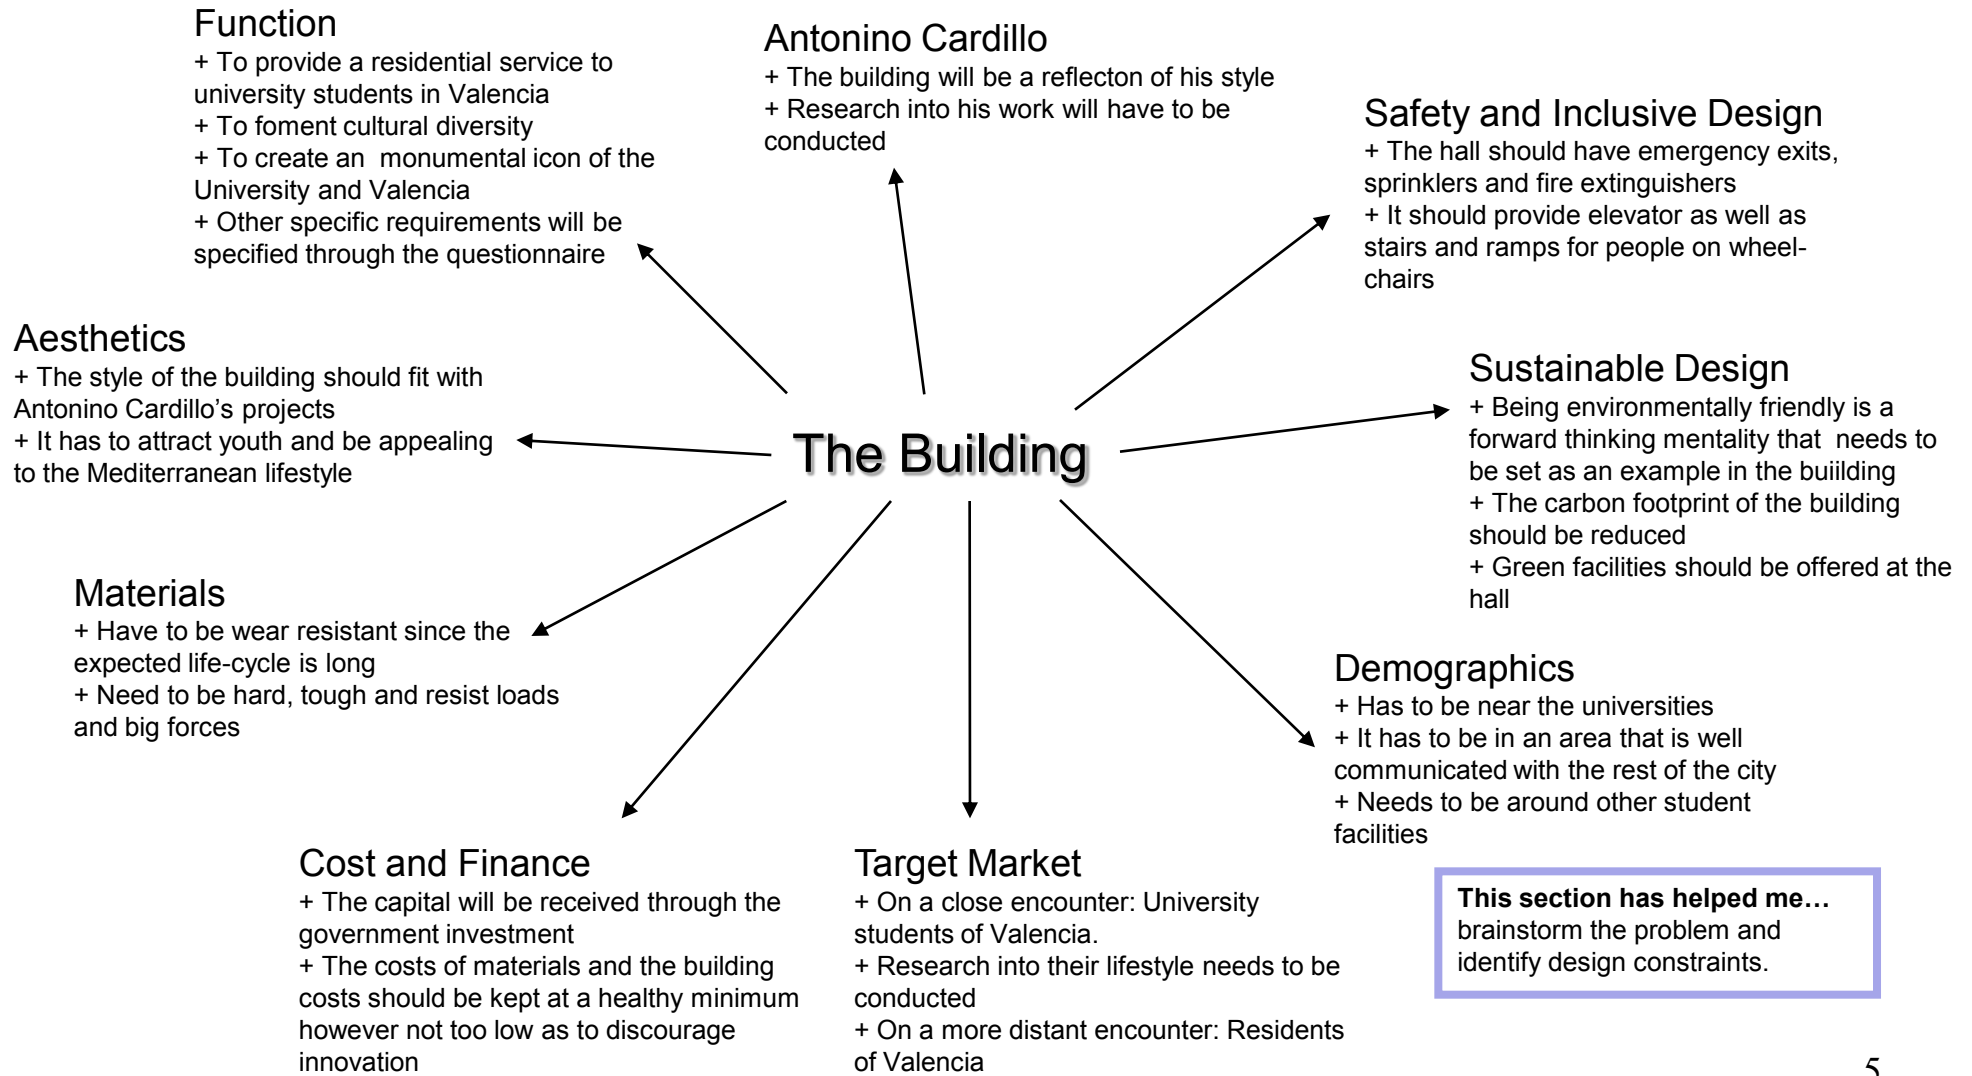 Function
+ To provide a residential service to
university students in Valencia
+ To foment cultural diversity
+ To create an  monumental icon of the
University and Valencia
+ Other specific requirements will be
specified through the questionnaire
Antonino Cardillo
+ The building will be a reflecton of his style
+ Research into his work will have to be
conducted
Safety and Inclusive Design
+ The hall should have emergency exits,
sprinklers and fire extinguishers
+ It should provide elevator as well as
stairs and ramps for people on wheel-
chairs
Aesthetics
+ The style of the building should fit with
Antonino Cardillo’s projects
+ It has to attract youth and be appealing
to the Mediterranean lifestyle
The Building
Sustainable Design
+ Being environmentally friendly is a
forward thinking mentality that  needs to
be set as an example in the buiilding
+ The carbon footprint of the building
should be reduced
+ Green facilities should be offered at the
hall
Materials
+ Have to be wear resistant since the
expected life-cycle is long
+ Need to be hard, tough and resist loads
and big forces
Demographics
+ Has to be near the universities
+ It has to be in an area that is well
communicated with the rest of the city
+ Needs to be around other student
facilities
Cost and Finance
+ The capital will be received through the
government investment
+ The costs of materials and the building
costs should be kept at a healthy minimum
however not too low as to discourage
innovation
Target Market
+ On a close encounter: University
students of Valencia.
+ Research into their lifestyle needs to be
conducted
+ On a more distant encounter: Residents
of Valencia
This section has helped me…
brainstorm the problem and
identify design constraints.
5